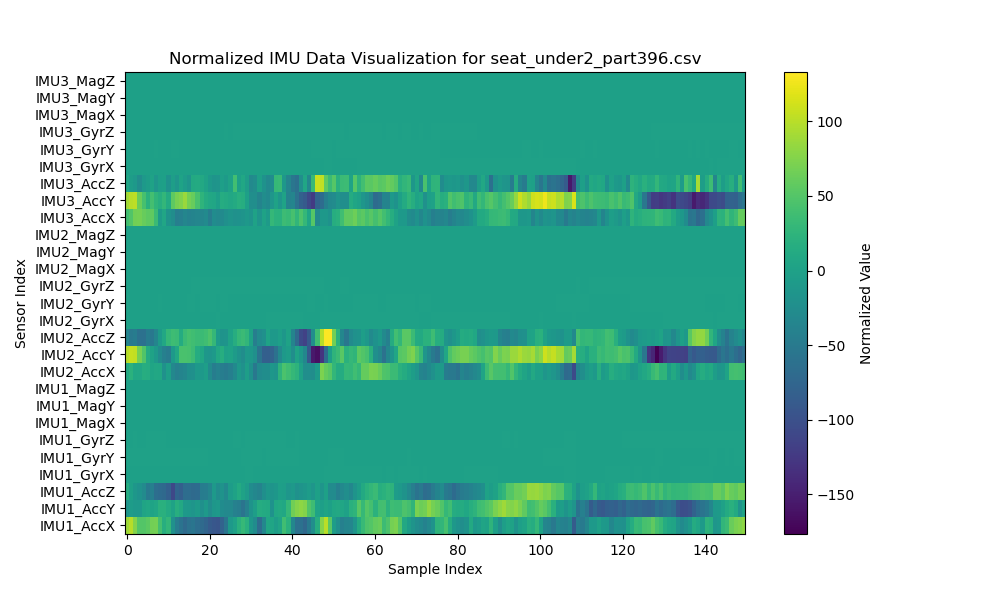 Normalized IMU Data Visualization for seat_under2_part396.csv
IMU3_MagZ
IMU3_MagY
IMU3_MagX
IMU3_GyrZ
IMU3_GyrY
IMU3_GyrX
IMU3_AccZ
IMU3_AccY
IMU3_AccX
IMU2_MagZ
IMU2_MagY
IMU2_MagX
IMU2_GyrZ
IMU2_GyrY
IMU2_GyrX
IMU2_AccZ
IMU2_AccY
IMU2_AccX
IMU1_MagZ
IMU1_MagY
IMU1_MagX
IMU1_GyrZ
IMU1_GyrY
IMU1_GyrX
IMU1_AccZ
IMU1_AccY
IMU1_AccX
Sensor Index
0 20 40 60 80 100 120 140
Sample Index
100
50
0
−50
−100
−150
Normalized Value